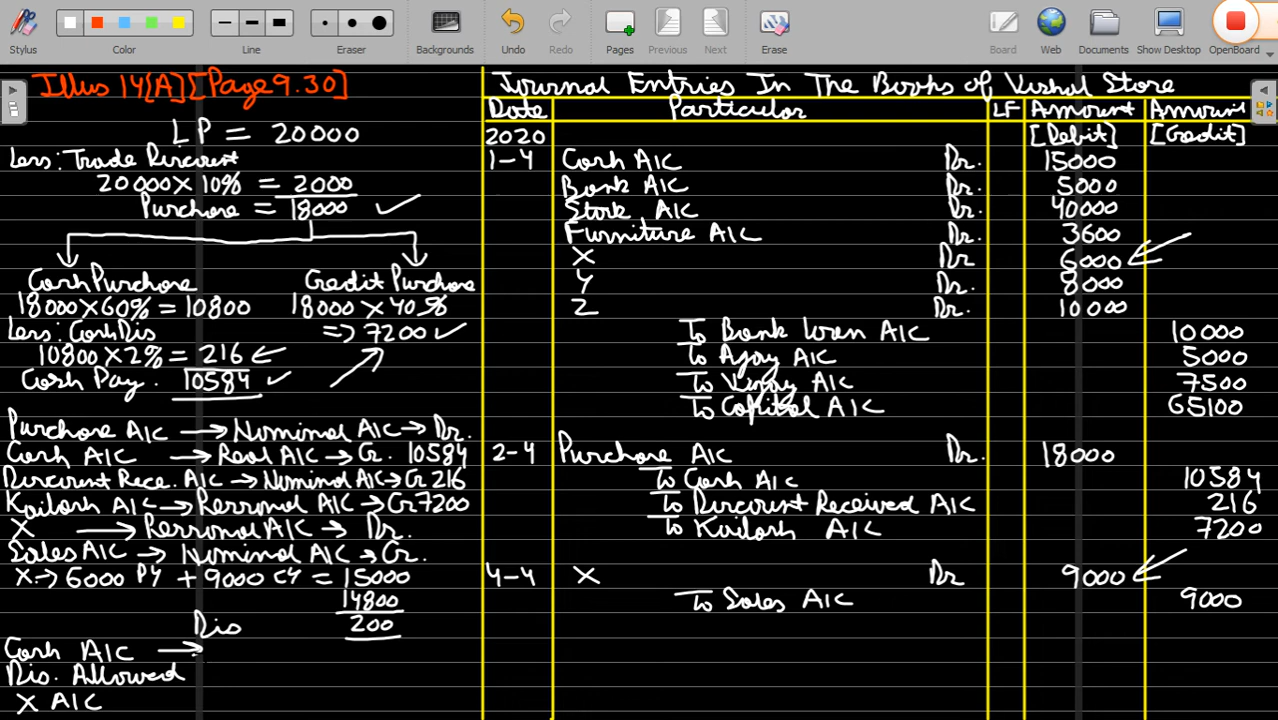 Stylus
Color
Line
Eraser
Backgrounds
Undo
Redo
Pages
Previous
Next
Erase
Board
Web
Documents
Show Desktop
OpenBoard
Illus 14[A][Page 9.30]
LP = 20000
Less: Trade Discount
20000 X 10% = 2000
Purchase = 18000
Cash Purchase
18000 X 60% = 10800
Less: Cash Dis
10800 X 2% = 216
Cash Pay. 10584
Credit Purchase
18000 X 40%
=> 7200
Purchase A/C → Nominal A/C → Dr.
Cash A/C → Real A/C → Cr. 10584
Discount Rece. A/C → Nominal A/C → Cr 216
Kailash A/C → Personal A/C → Cr 7200
X → Personal A/C → Dr.
Sales A/C → Nominal A/C → Cr.
X → 6000 PY + 9000 CY = 15000
14800
Dis 200
Cash A/C →
Dis. Allowed
X A/C
Journal Entries In The Books of Vishal Store
Date Particular LF Amount Amount
2020 [Debit] [Credit]
1-4 Cash A/C Dr. 15000
Bank A/C Dr. 5000
Stock A/C Dr. 40000
Furniture A/C Dr. 3600
X Dr 6000
Y Dr. 8000
Z Dr. 10000
To Bank Loan A/C 10000
To Ajay A/C 5000
To Vijay A/C 7500
To Capital A/C 65100
2-4 Purchase A/C Dr. 18000
To Cash A/C 10584
To Discount Received A/C 216
To Kailash A/C 7200
4-4 X Dr 9000
To Sales A/C 9000